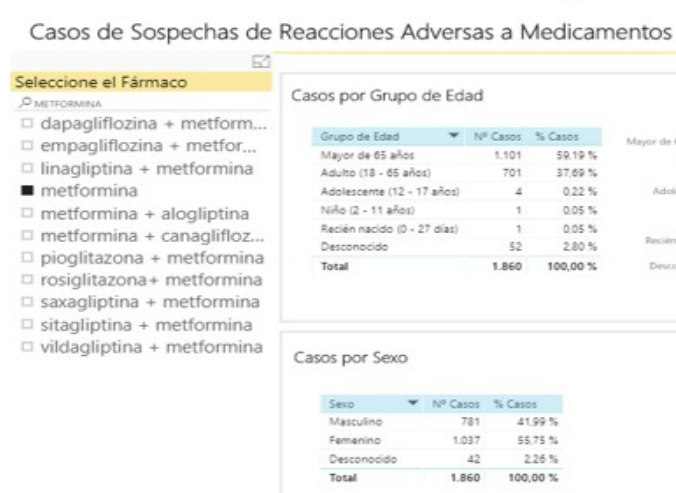 Casos de Sospechas de Reacciones Adversas a Medicamentos
Seleccione el Fármaco
METFORMINA
dapagliflozina + metform...
empagliflozina + metfor...
linagliptina + metformina
metformina
metformina + alogliptina
metformina + canaglifloz...
pioglitazona + metformina
rosiglitazona+ metformina
saxagliptina + metformina
sitagliptina + metformina
vildagliptina + metformina
Casos por Grupo de Edad
Grupo de Edad Nº Casos % Casos
Mayor de 65 años 1.101 59,19 %
Adulto (18 - 65 años) 701 37,69 %
Adolescente (12 - 17 años) 4 0,22 %
Niño (2 - 11 años) 1 0,05 %
Recién nacido (0 - 27 días) 1 0,05 %
Desconocido 52 2,80 %
Total 1.860 100,00 %
Mayor de
Adol
Recién
Desco
Casos por Sexo
Sexo Nº Casos % Casos
Masculino 781 41,99 %
Femenino 1.037 55,75 %
Desconocido 42 2,26 %
Total 1.860 100,00 %